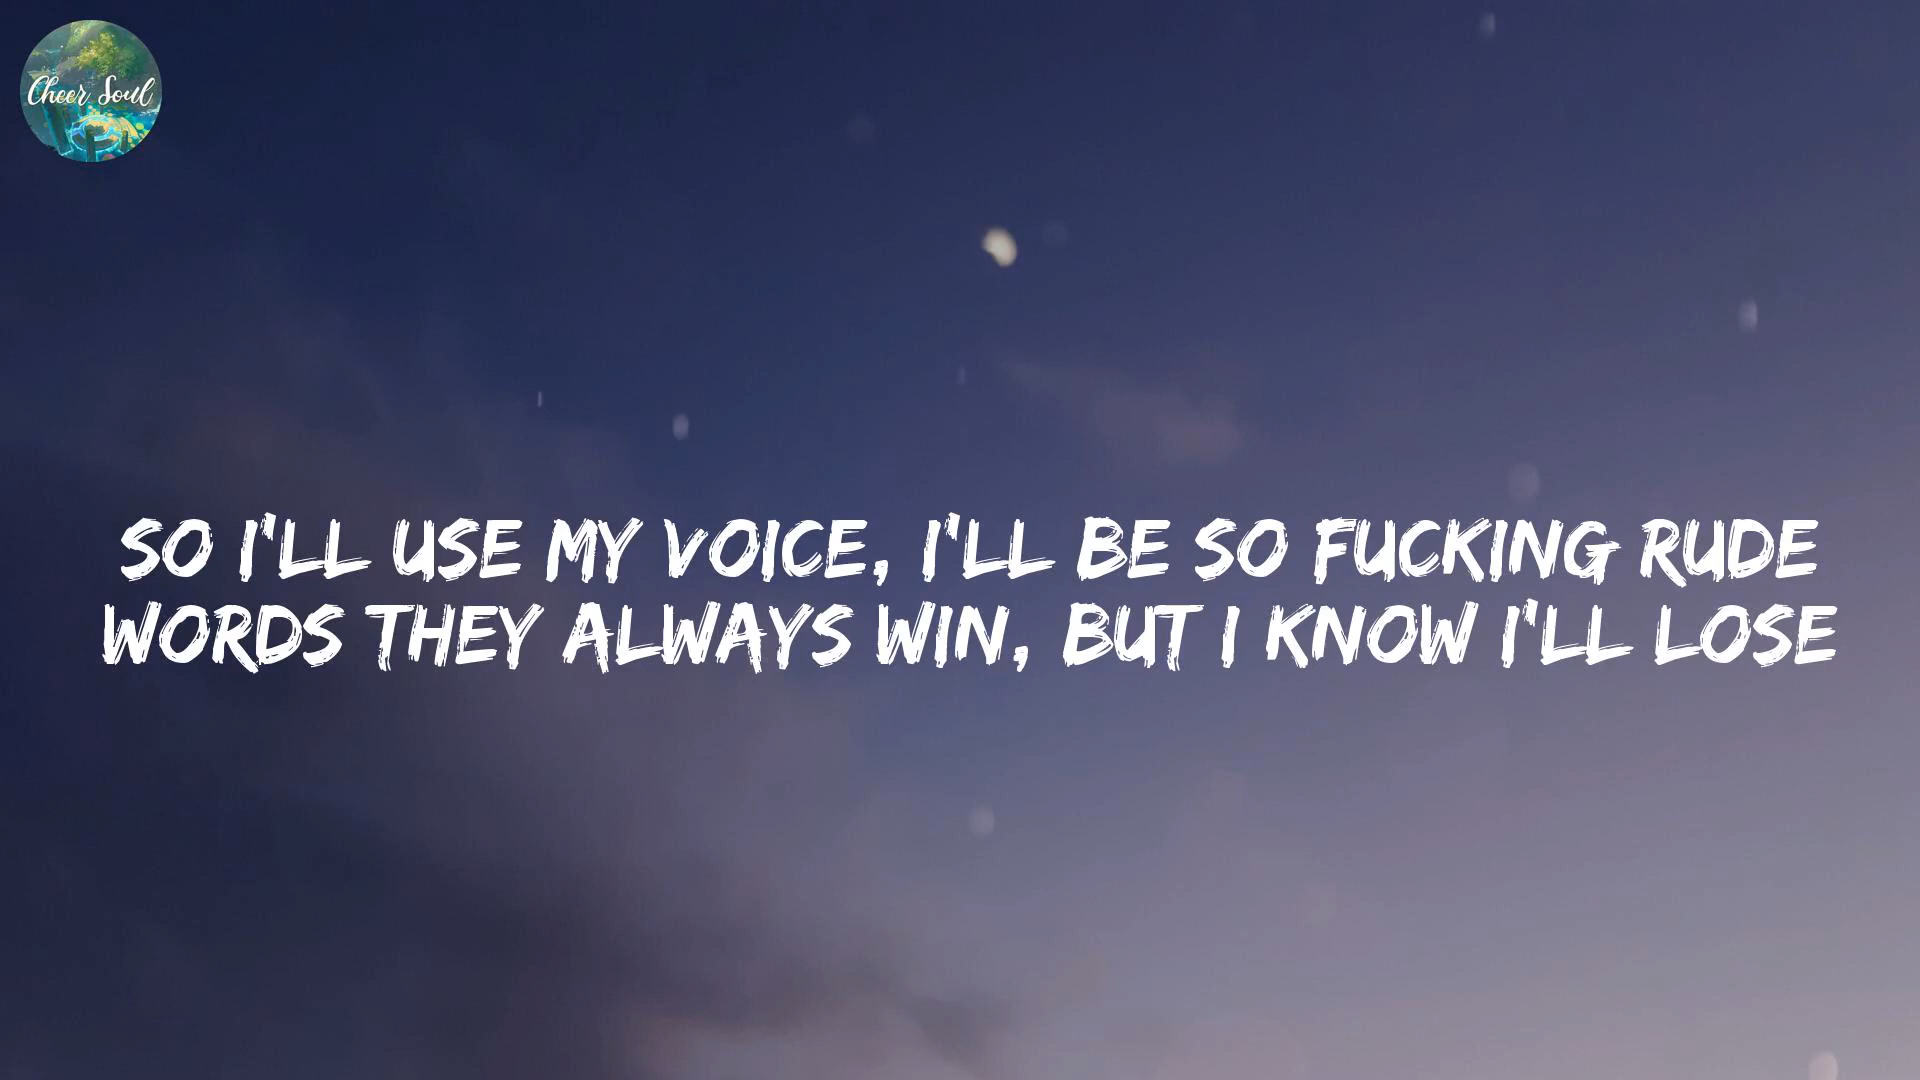 Cheer Soul
SO I'LL USE MY VOICE, I'LL BE SO FUCKING RUDE
WORDS THEY ALWAYS WIN, BUT I KNOW I'LL LOSE